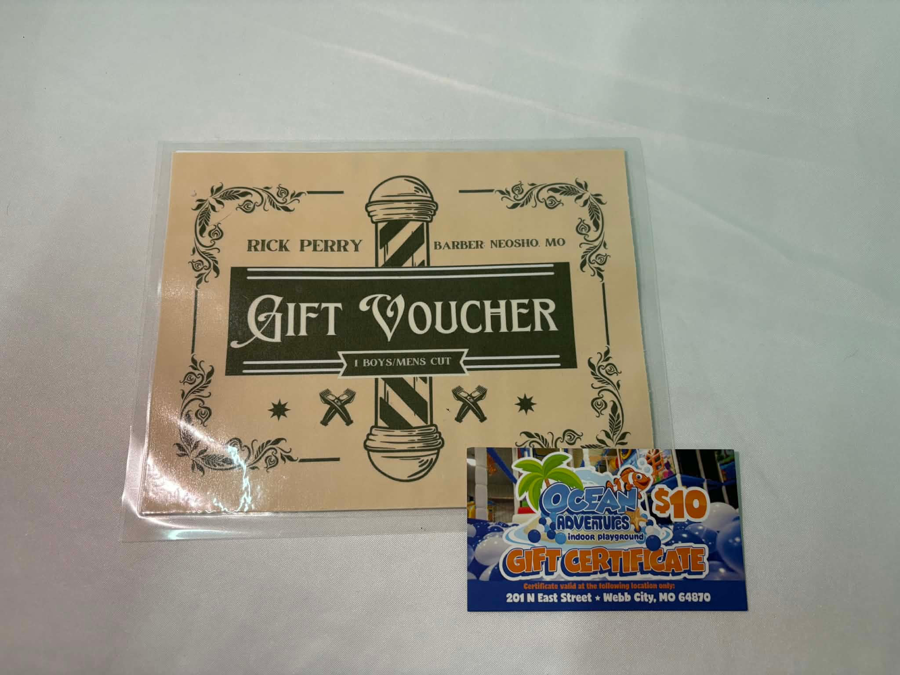 RICK PERRY BARBER NEOSHO, MO
GIFT VOUCHER
1 BOYS/MENS CUT
OCEAN
ADVENTURES
indoor playground
$10
GIFT CERTIFICATE
Certificate valid at the following location only:
201 N East Street ★ Webb City, MO 64870